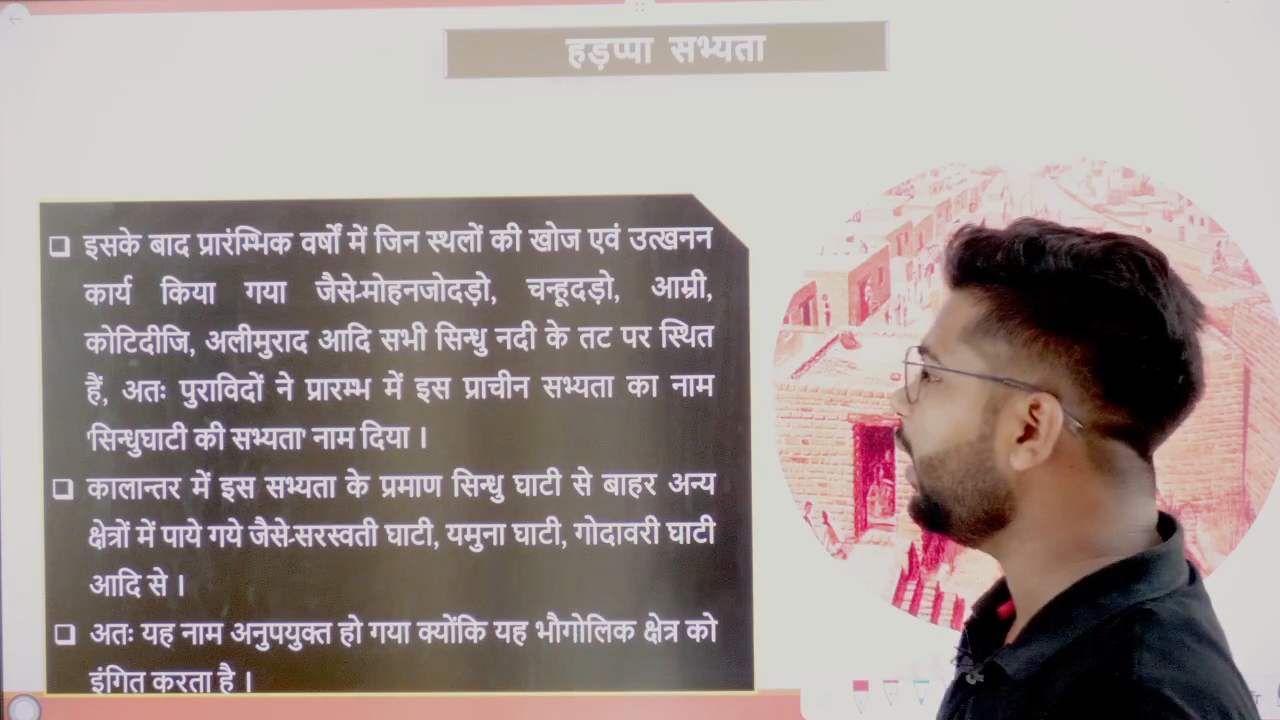 हड़प्पा सभ्यता
❑ इसके बाद प्रारंम्भिक वर्षों में जिन स्थलों की खोज एवं उत्खनन
कार्य किया गया जैसे-मोहनजोदड़ो, चन्हूदड़ो, आम्री,
कोटिदीजि, अलीमुराद आदि सभी सिन्धु नदी के तट पर स्थित
हैं, अतः पुराविदों ने प्रारम्भ में इस प्राचीन सभ्यता का नाम
'सिन्धुघाटी की सभ्यता' नाम दिया ।
❑ कालान्तर में इस सभ्यता के प्रमाण सिन्धु घाटी से बाहर अन्य
क्षेत्रों में पाये गये जैसे-सरस्वती घाटी, यमुना घाटी, गोदावरी घाटी
आदि से ।
❑ अतः यह नाम अनुपयुक्त हो गया क्योंकि यह भौगोलिक क्षेत्र को
इंगित करता है ।